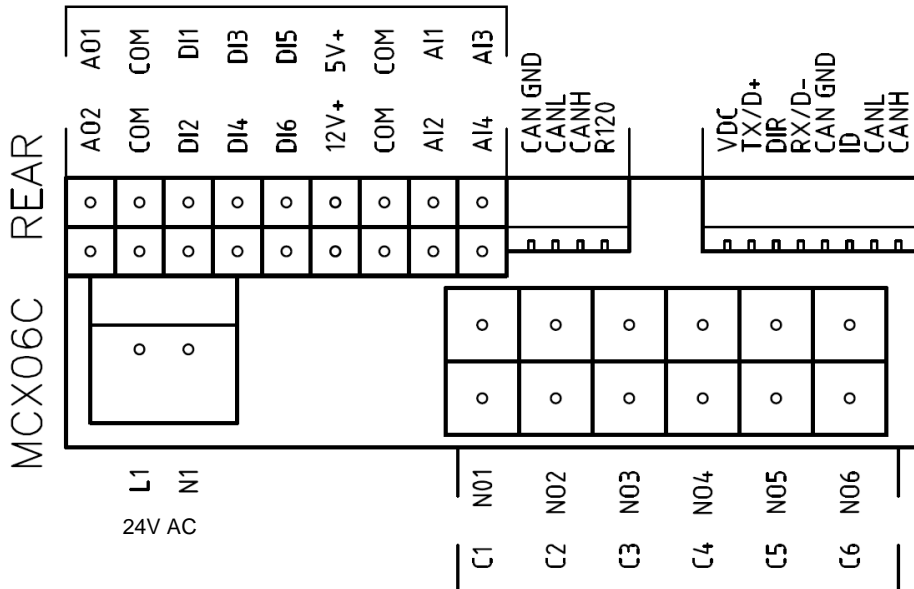 MCX06C REAR
AO1 COM DI1 DI3 DI5 5V+ COM AI1 AI3
AO2 COM DI2 DI4 DI6 12V+ COM AI2 AI4
CAN GND
CANL
CANH
R120
VDC
TX/D+
DIR
RX/D-
CAN GND
ID
CANL
CANH
L1 N1
24V AC
NO1 NO2 NO3 NO4 NO5 NO6
C1 C2 C3 C4 C5 C6